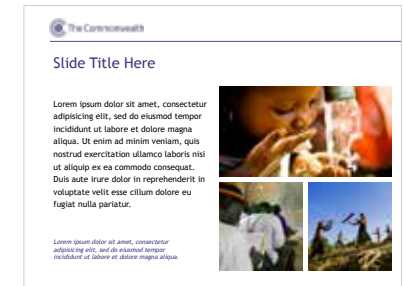 The Commonwealth
Slide Title Here
Lorem ipsum dolor sit amet, consectetur
adipisicing elit, sed do eiusmod tempor
incididunt ut labore et dolore magna
aliqua. Ut enim ad minim veniam, quis
nostrud exercitation ullamco laboris nisi
ut aliquip ex ea commodo consequat.
Duis aute irure dolor in reprehenderit in
voluptate velit esse cillum dolore eu
fugiat nulla pariatur.
Lorem ipsum dolor sit amet, consectetur
adipisicing elit, sed do eiusmod tempor
incididunt ut labore et dolore magna aliqua.